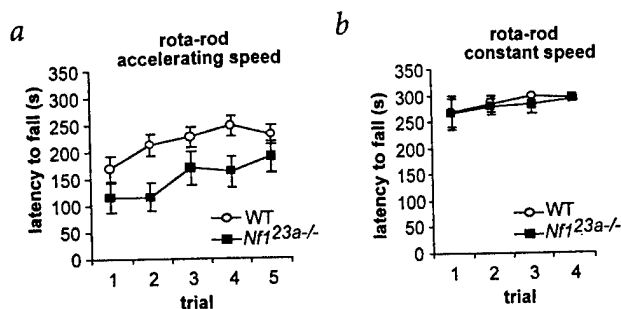 a
rota-rod
accelerating speed
latency to fall (s)
350
300
250
200
150
100
50
0
WT
Nf1 23a-/-
1 2 3 4 5
trial
b
rota-rod
constant speed
latency to fall (s)
350
300
250
200
150
100
50
0
WT
Nf1 23a-/-
1 2 3 4
trial